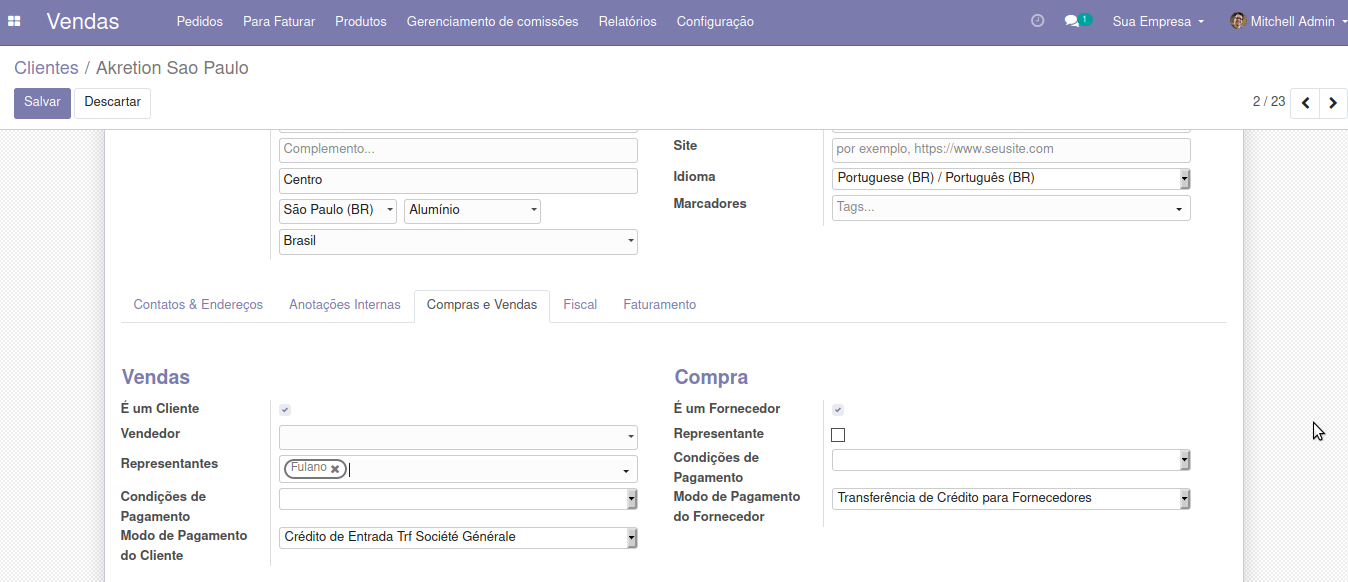 Vendas Pedidos Para Faturar Produtos Gerenciamento de comissões Relatórios Configuração 1 Sua Empresa Mitchell Admin
Clientes / Akretion Sao Paulo
Salvar Descartar 2 / 23
Complemento...
Site por exemplo, https://www.seusite.com
Centro
Idioma Portuguese (BR) / Português (BR)
São Paulo (BR) Alumínio
Marcadores Tags...
Brasil
Contatos & Endereços Anotações Internas Compras e Vendas Fiscal Faturamento
Vendas
É um Cliente
Vendedor
Representantes Fulano
Condições de
Pagamento
Modo de Pagamento Crédito de Entrada Trf Société Générale
do Cliente
Compra
É um Fornecedor
Representante
Condições de
Pagamento
Modo de Pagamento Transferência de Crédito para Fornecedores
do Fornecedor